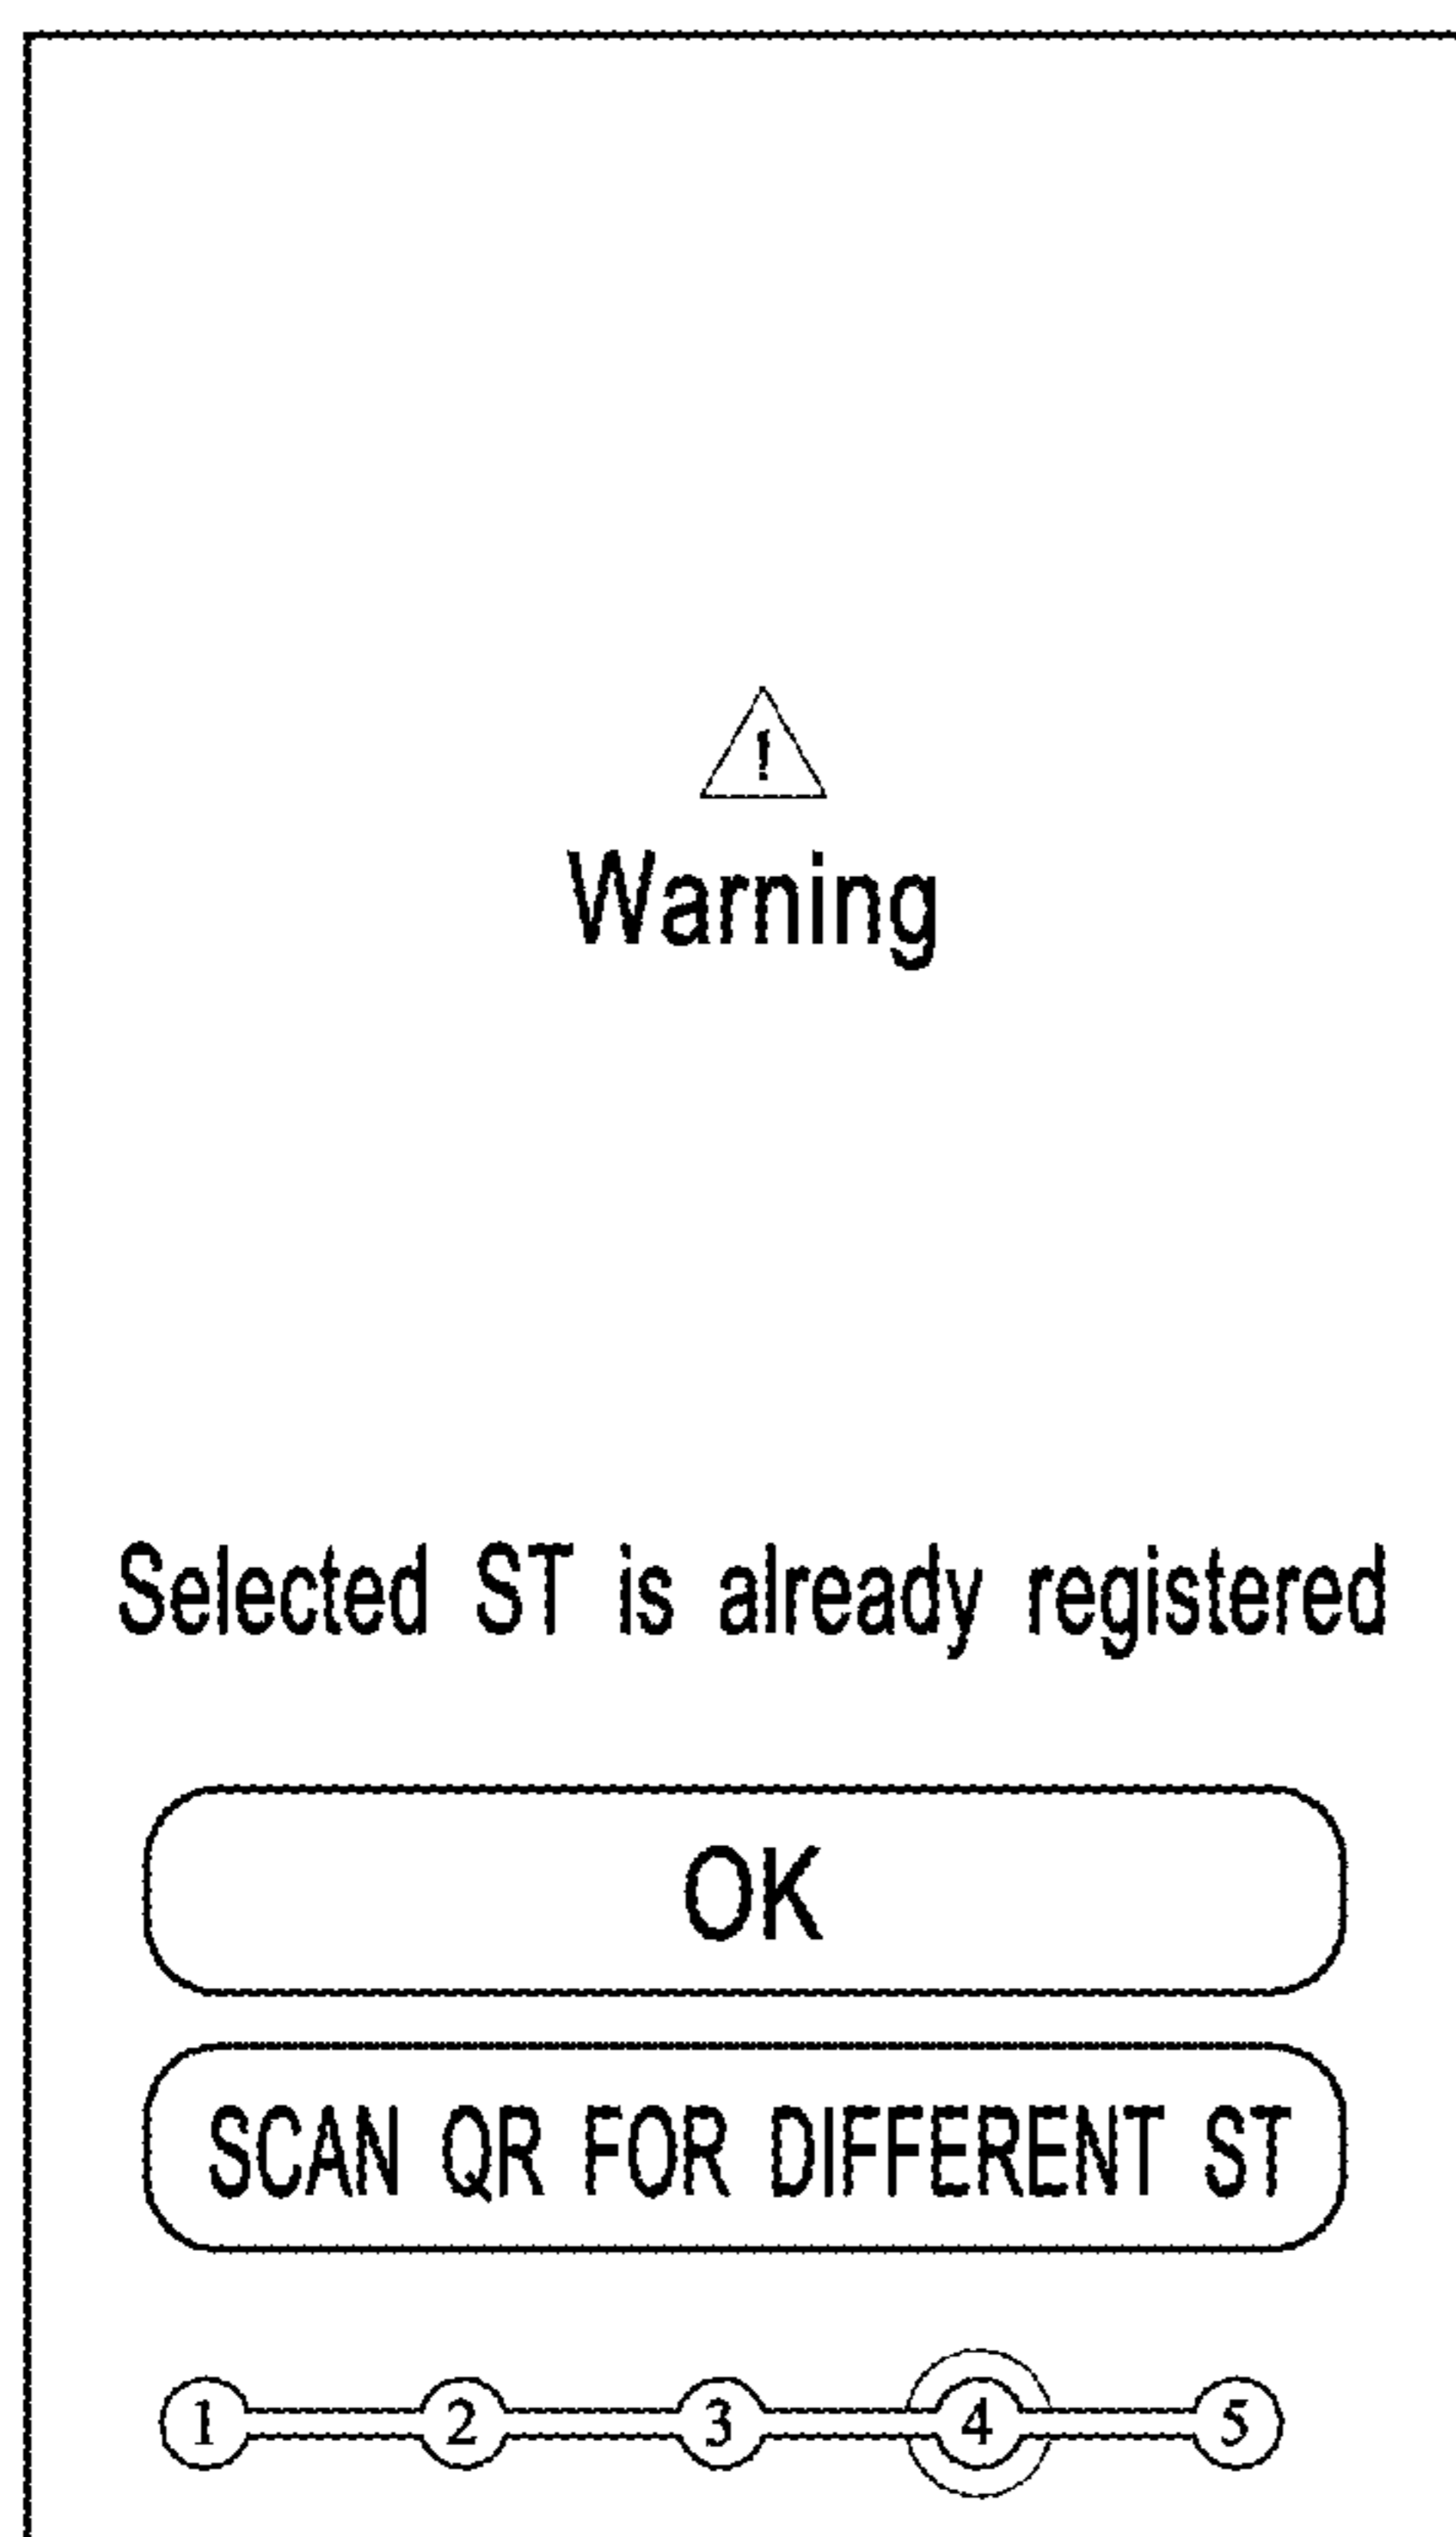 !
Warning
Selected ST is already registered
OK
SCAN QR FOR DIFFERENT ST
1 2 3 4 5